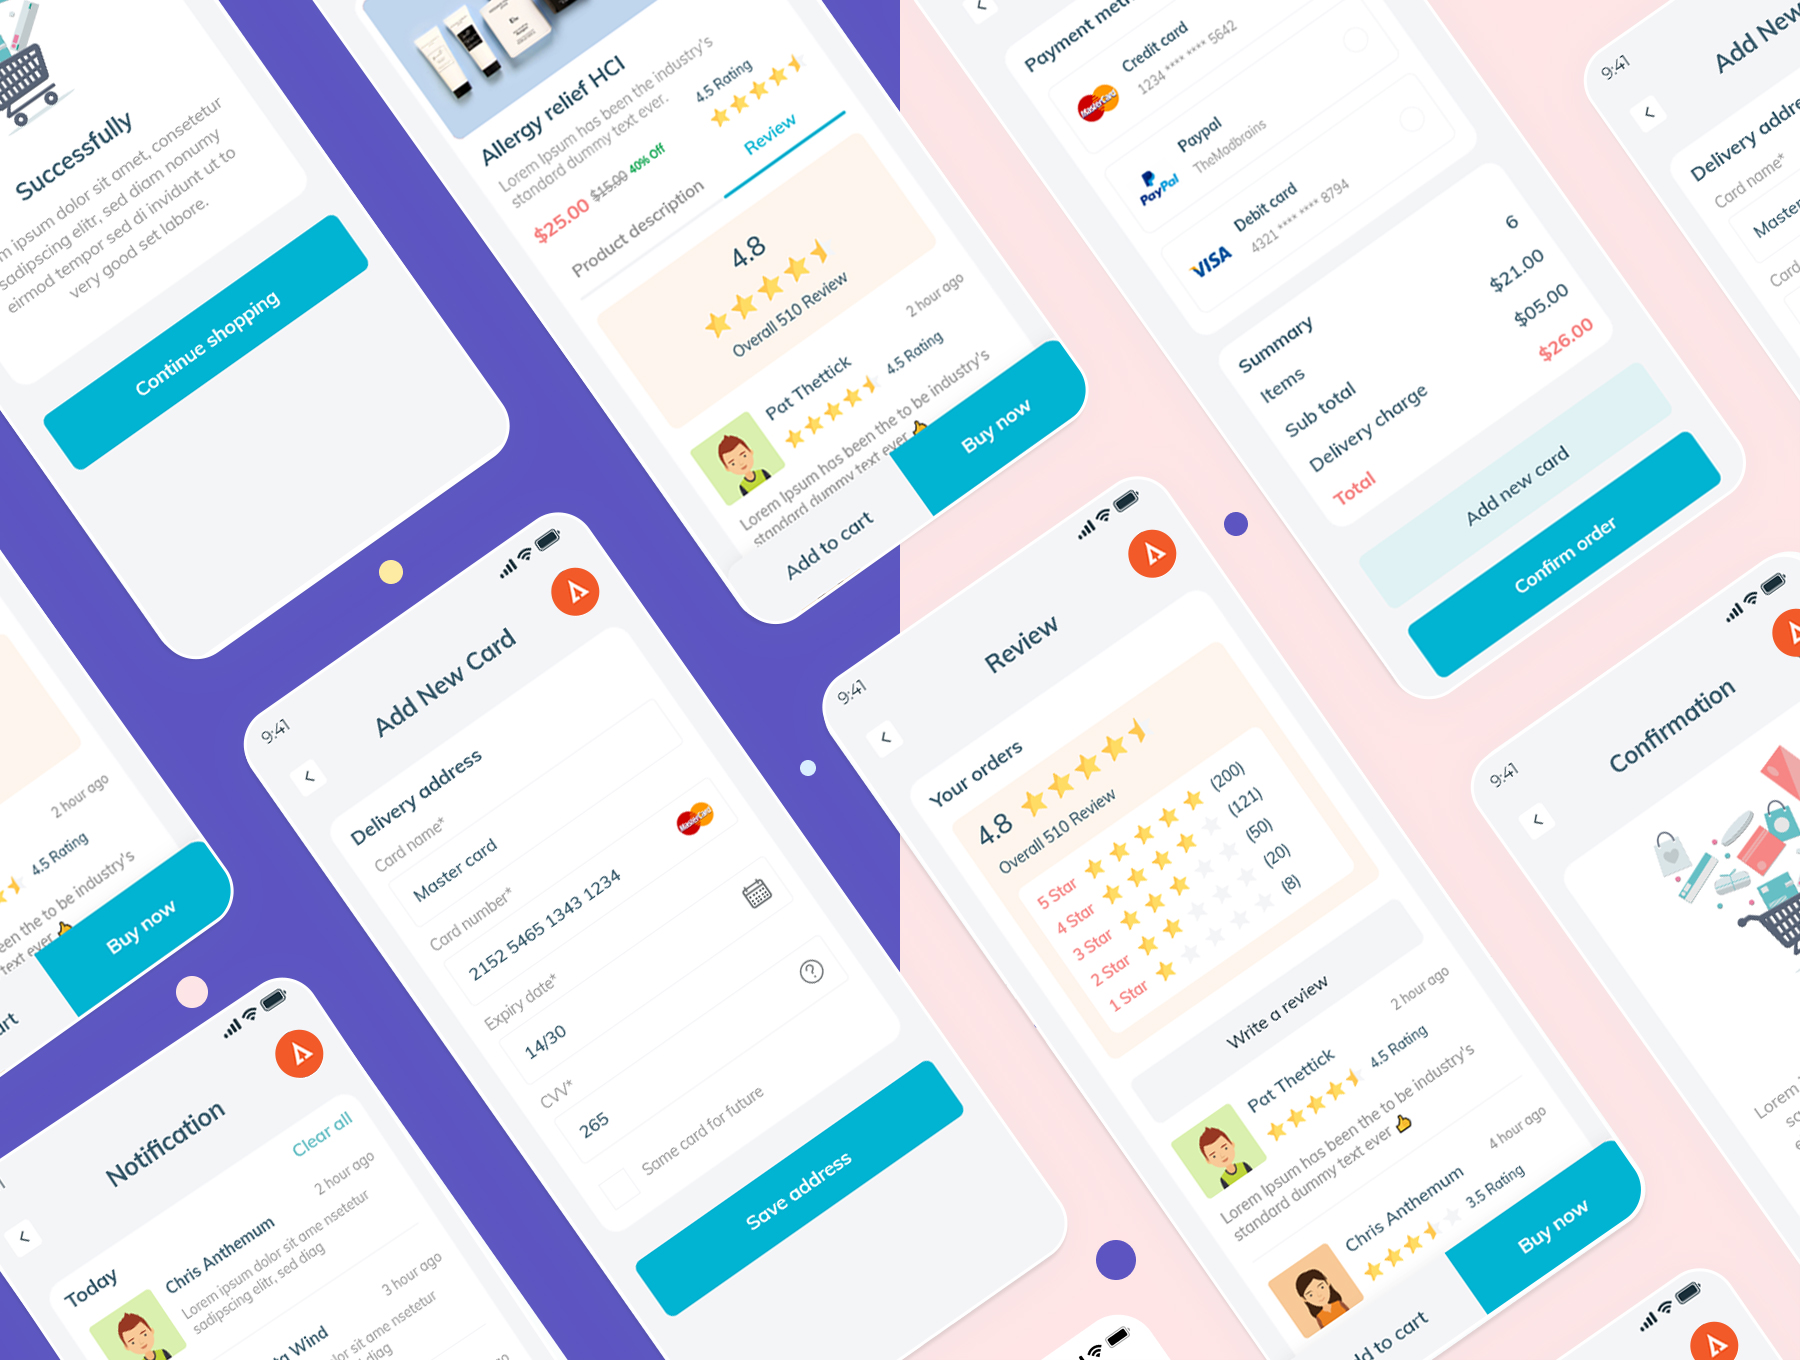 Successfully
ipsum dolor sit amet, consetetur
sadipscing elitr, sed diam nonumy
eirmod tempor sed di invidunt ut to
very good set labore.
Continue shopping
Allergy relief HCI
Lorem Ipsum has been the industry's
standard dummy text ever.
4.5 Rating
$25.00 $15.00 40% Off
Product description
Review
4.8
Overall 510 Review
Pat Thettick
2 hour ago
4.5 Rating
Lorem Ipsum has been the to be industry's
standard dummy text ever
Add to cart
Buy now
Credit card
1234 **** **** 5642
MasterCard
Paypal
TheModbrains
PayPal
Debit card
4321 **** **** 8794
VISA
Summary
Items
6
Sub total
$21.00
Delivery charge
$05.00
Total
$26.00
Add new card
Confirm order
9:41
Add New
Card name*
2 hour ago
4.5 Rating
the to be industry's
text ever
Buy now
9:41
Add New Card
Delivery address
Card name*
Master card
MasterCard
Card number*
2152 5465 1343 1234
Expiry date*
14/30
CVV*
265
Same card for future
Save address
9:41
Review
Your orders
4.8
Overall 510 Review
5 Star (200)
4 Star (121)
3 Star (50)
2 Star (20)
1 Star (8)
Write a review
Pat Thettick
2 hour ago
4.5 Rating
Lorem Ipsum has been the to be industry's
standard dummy text ever
Chris Anthemum
4 hour ago
3.5 Rating
to cart
Buy now
9:41
Confirmation
Lorem
Notification
Clear all
Today
Chris Anthemum
2 hour ago
Lorem ipsum dolor sit ame nsetetur
sadipscing elitr, sed diag
Wind
3 hour ago
sit ame nsetetur
diag